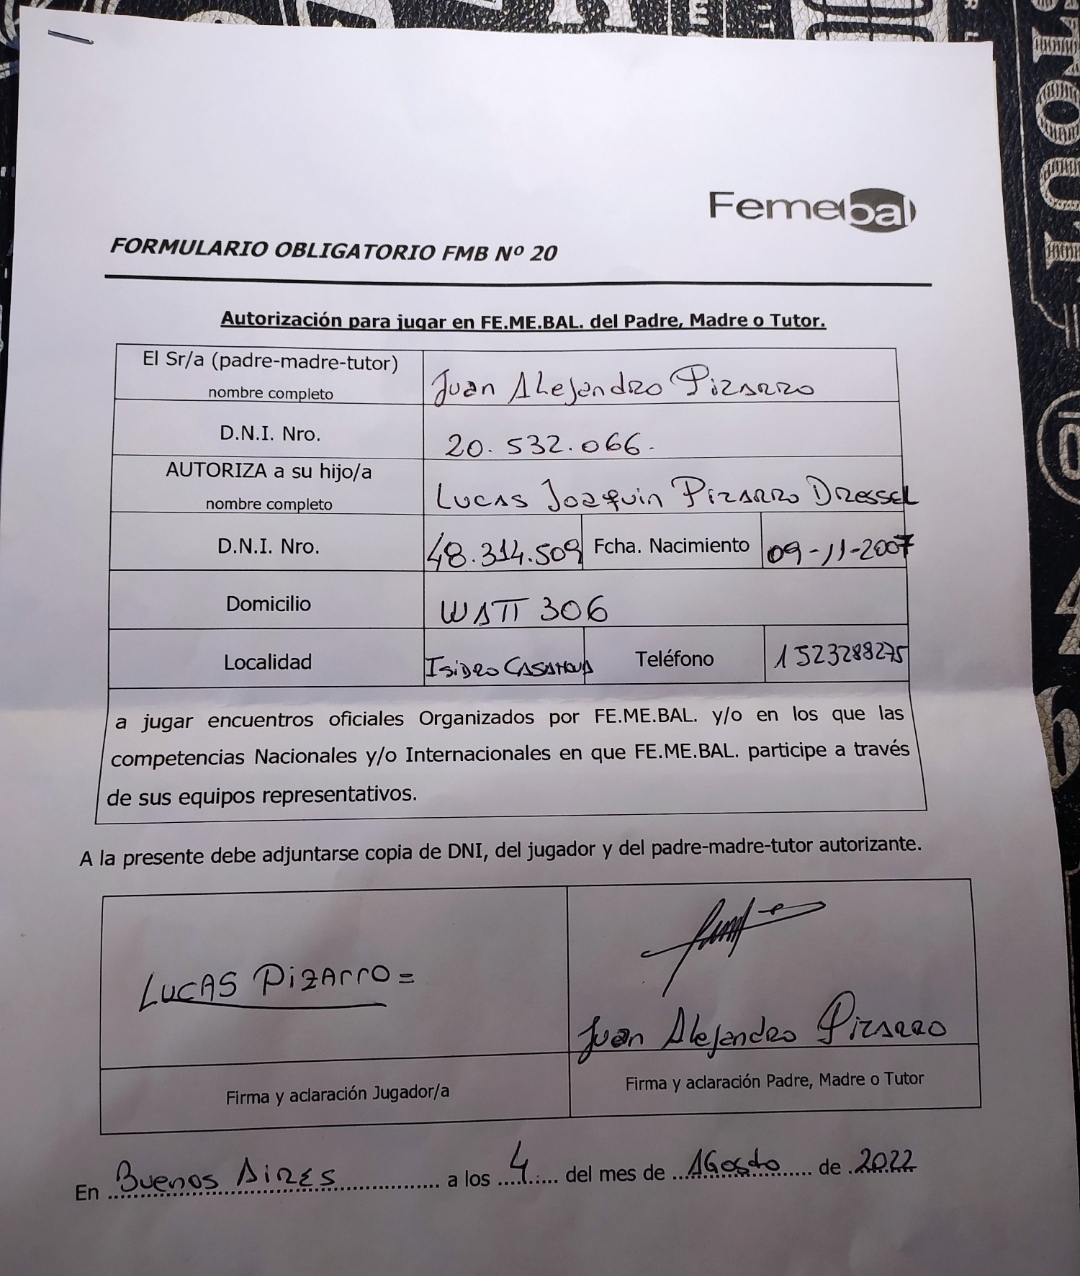 Femebal
FORMULARIO OBLIGATORIO FMB Nº 20
Autorización para jugar en FE.ME.BAL. del Padre, Madre o Tutor.
El Sr/a (padre-madre-tutor)
nombre completo
Juan Alejandro Pizarro
D.N.I. Nro.
20.532.066.
AUTORIZA a su hijo/a
nombre completo
Lucas Joaquin Pizarro Dressel
D.N.I. Nro.
48.314.509
Fcha. Nacimiento
09-11-2007
Domicilio
WATT 306
Localidad
Isidro Casanova
Teléfono
1523288275
a jugar encuentros oficiales Organizados por FE.ME.BAL. y/o en los que las
competencias Nacionales y/o Internacionales en que FE.ME.BAL. participe a través
de sus equipos representativos.
A la presente debe adjuntarse copia de DNI, del jugador y del padre-madre-tutor autorizante.
LUCAS PizArro=
Juan Alejandro Pizarro
Firma y aclaración Jugador/a
Firma y aclaración Padre, Madre o Tutor
En Buenos Aires a los 4 del mes de AGosto de 2022